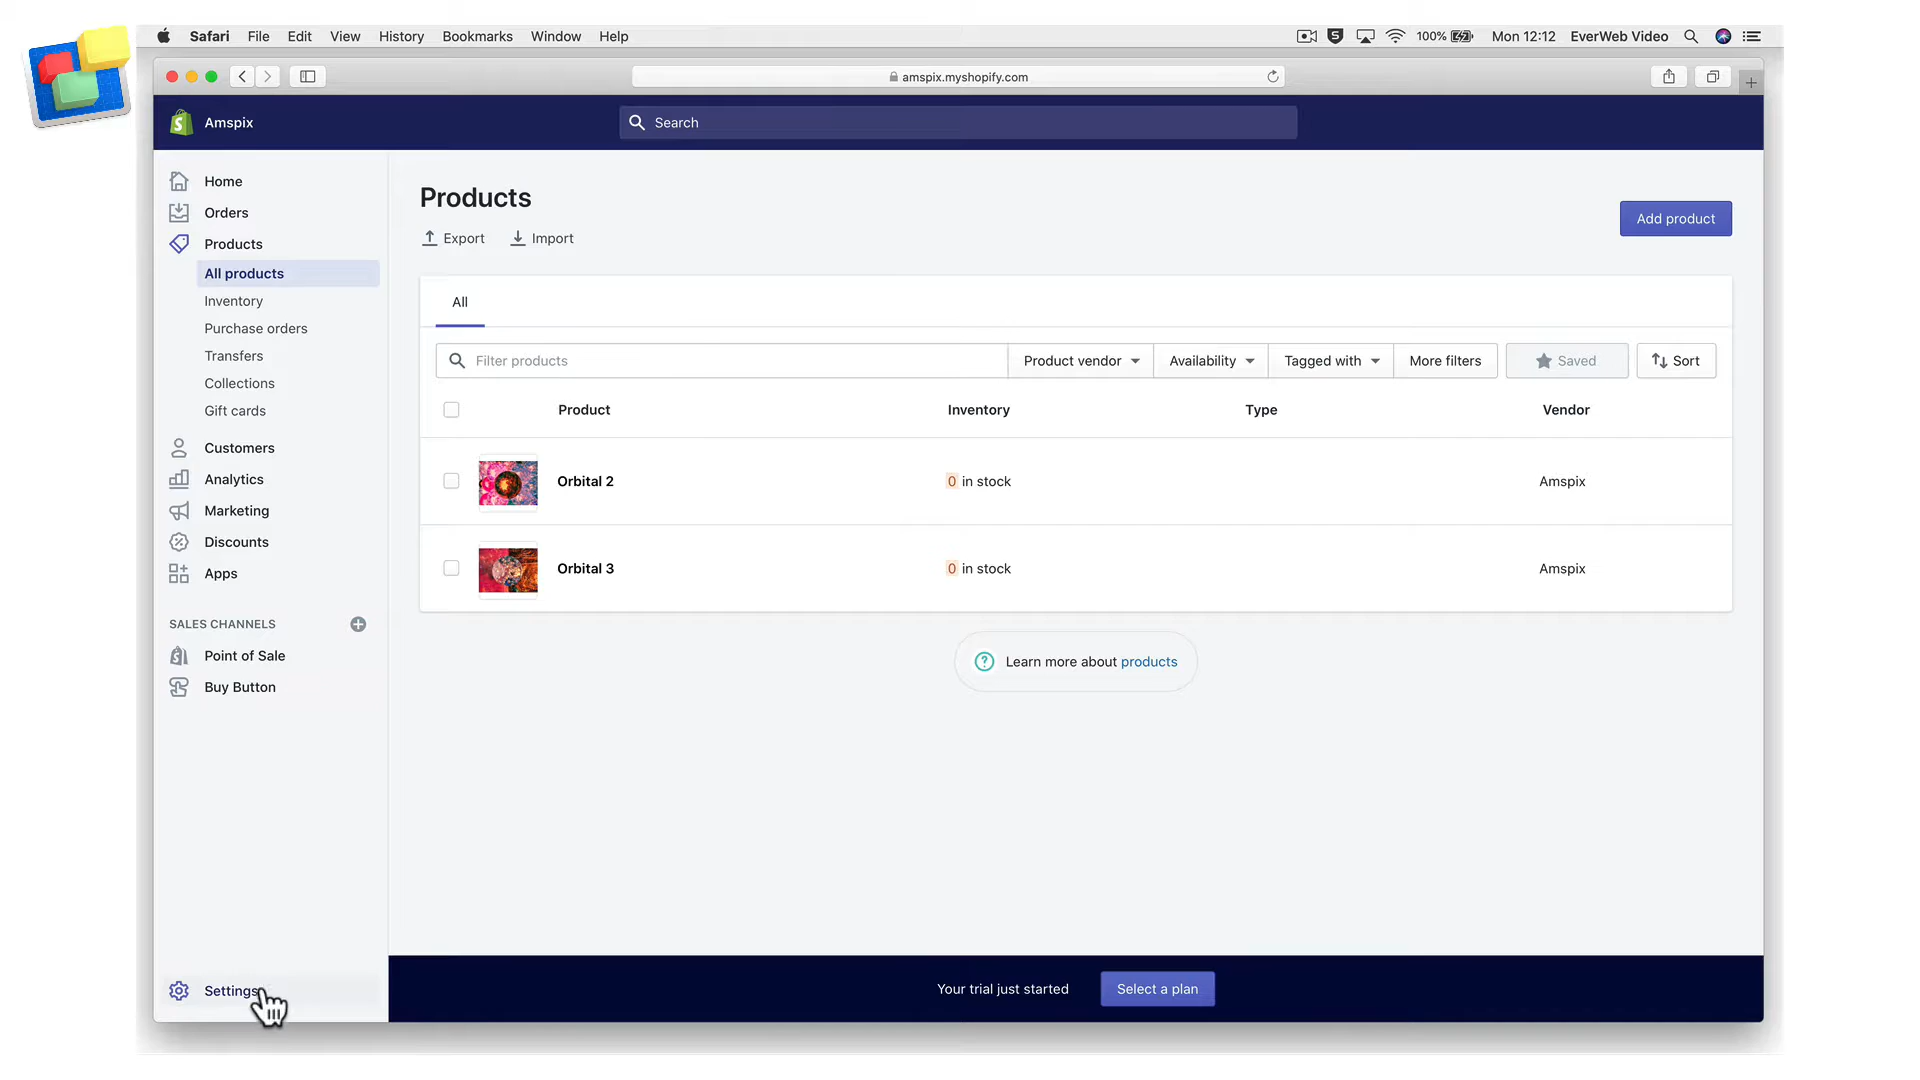 Safari File Edit View History Bookmarks Window Help 100% Mon 12:12 EverWeb Video
amspix.myshopify.com
Amspix
Search
Home
Orders
Products
All products
Inventory
Purchase orders
Transfers
Collections
Gift cards
Customers
Analytics
Marketing
Discounts
Apps
SALES CHANNELS
Point of Sale
Buy Button
Settings
Products
Export Import
Add product
All
Filter products Product vendor Availability Tagged with More filters Saved Sort
Product Inventory Type Vendor
Orbital 2 0 in stock Amspix
Orbital 3 0 in stock Amspix
Learn more about products
Your trial just started Select a plan